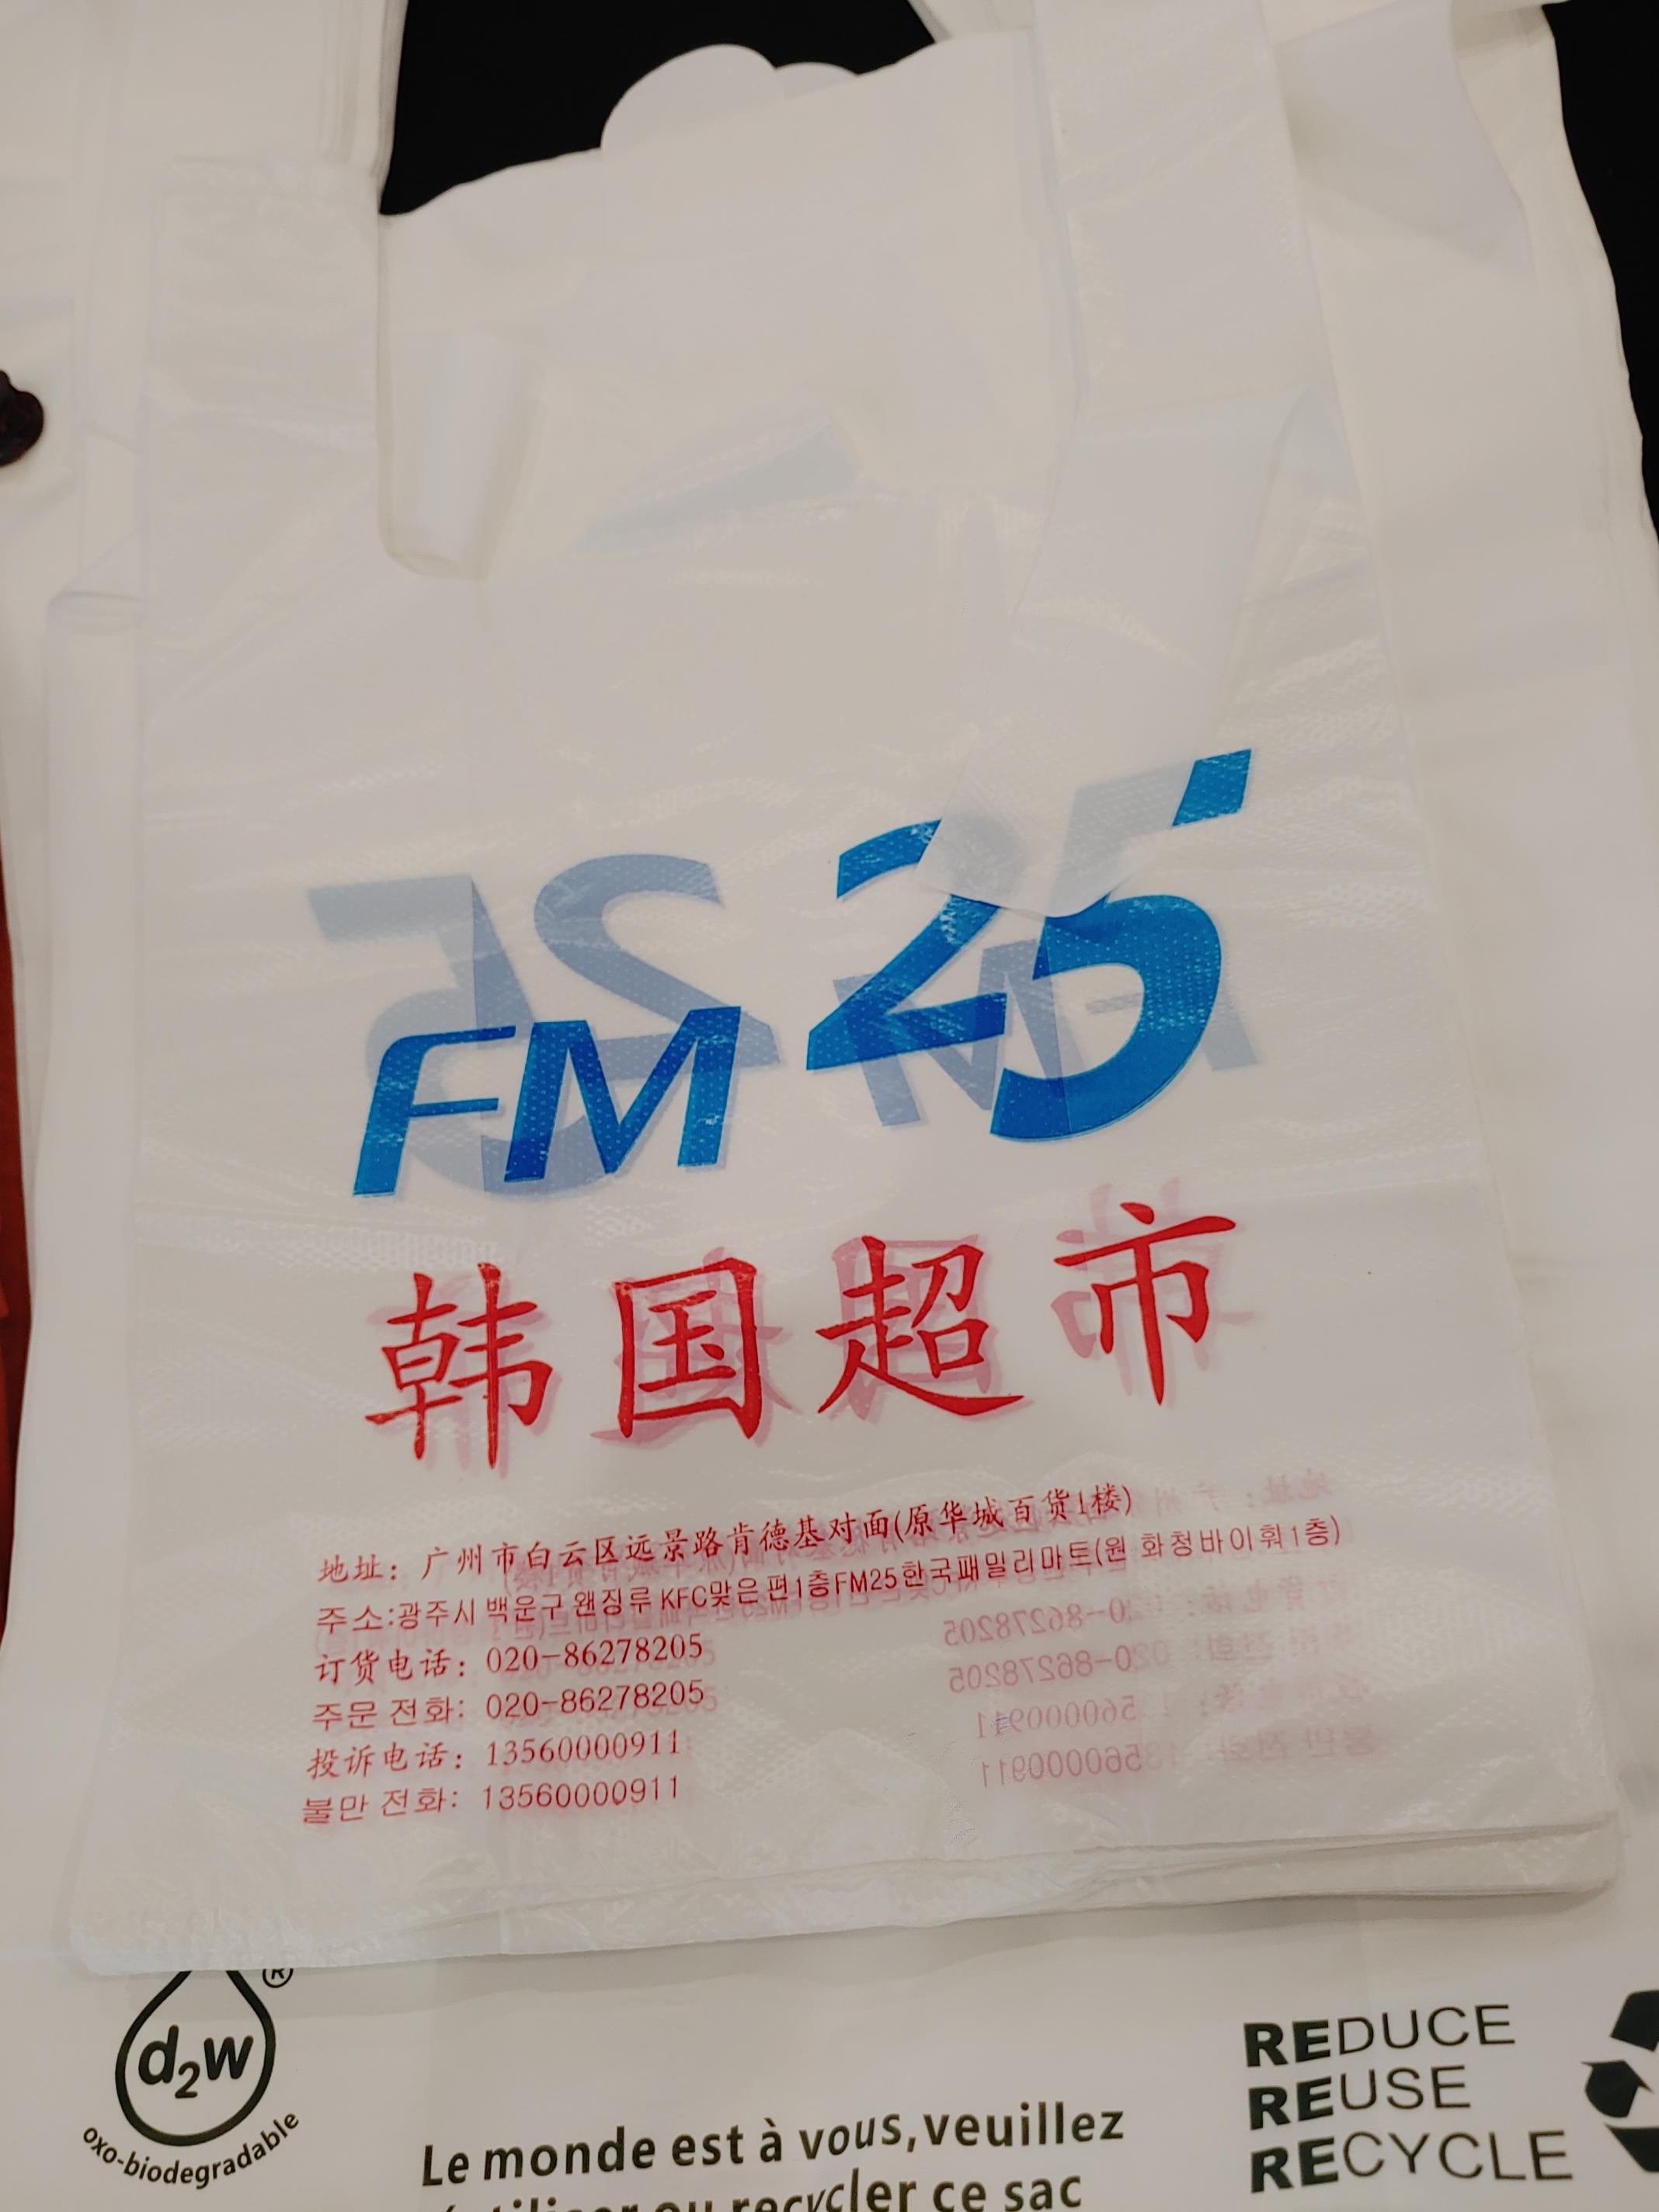 FM25
韩国超市
地址：广州市白云区远景路肯德基对面(原华城百货1楼)
주소:광주시 백운구 왠징루 KFC맞은 편1층FM25한국패밀리마트(원 화청바이훠1층)
订货电话：020-86278205
주문 전화: 020-86278205
投诉电话：13560000911
불만 전화: 13560000911
®
d2w
oxo-biodegradable
Le monde est à vous, veuillez
ou recycler ce sac
REDUCE
REUSE
RECYCLE